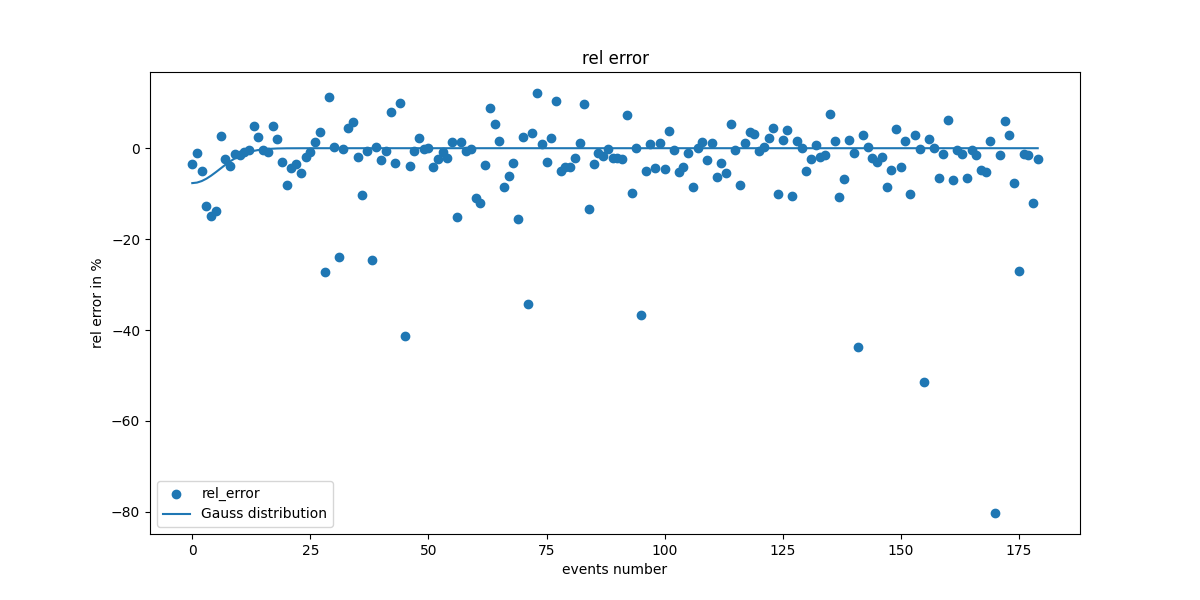 rel error
rel error in %
0
−20
−40
−60
−80
rel_error
Gauss distribution
0 25 50 75 100 125 150 175
events number